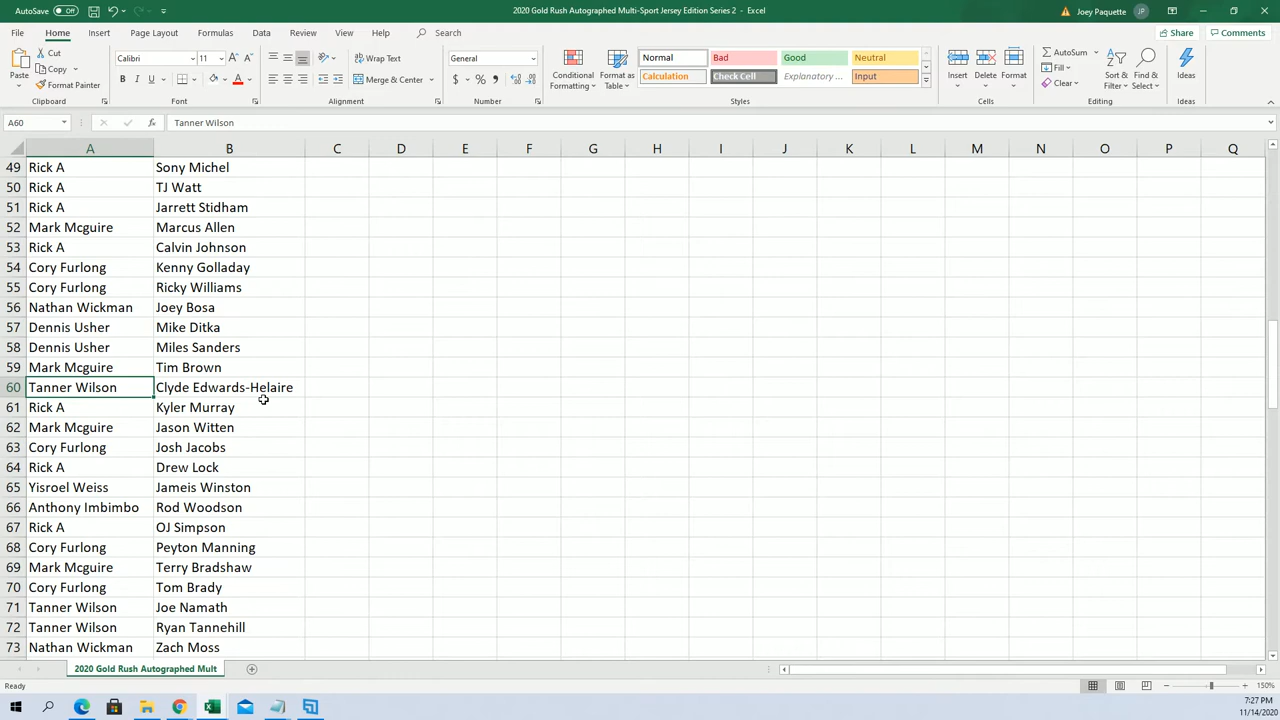 AutoSave Off 2020 Gold Rush Autographed Multi-Sport Jersey Edition Series 2 - Excel Joey Paquette JP
File Home Insert Page Layout Formulas Data Review View Help Search Share Comments
Paste Cut Copy Format Painter Clipboard
Calibri 11 B I U Font
Wrap Text Merge & Center Alignment
General $ % Number
Conditional Formatting Format as Table Normal Bad Good Neutral Calculation Check Cell Explanatory ... Input Styles
Insert Delete Format Cells
AutoSum Fill Clear Sort & Filter Find & Select Editing
Ideas Ideas
A60 fx Tanner Wilson
A B C D E F G H I J K L M N O P Q
49 Rick A Sony Michel
50 Rick A TJ Watt
51 Rick A Jarrett Stidham
52 Mark Mcguire Marcus Allen
53 Rick A Calvin Johnson
54 Cory Furlong Kenny Golladay
55 Cory Furlong Ricky Williams
56 Nathan Wickman Joey Bosa
57 Dennis Usher Mike Ditka
58 Dennis Usher Miles Sanders
59 Mark Mcguire Tim Brown
60 Tanner Wilson Clyde Edwards-Helaire
61 Rick A Kyler Murray
62 Mark Mcguire Jason Witten
63 Cory Furlong Josh Jacobs
64 Rick A Drew Lock
65 Yisroel Weiss Jameis Winston
66 Anthony Imbimbo Rod Woodson
67 Rick A OJ Simpson
68 Cory Furlong Peyton Manning
69 Mark Mcguire Terry Bradshaw
70 Cory Furlong Tom Brady
71 Tanner Wilson Joe Namath
72 Tanner Wilson Ryan Tannehill
73 Nathan Wickman Zach Moss
2020 Gold Rush Autographed Mult
Ready 150%
7:27 PM
11/14/2020